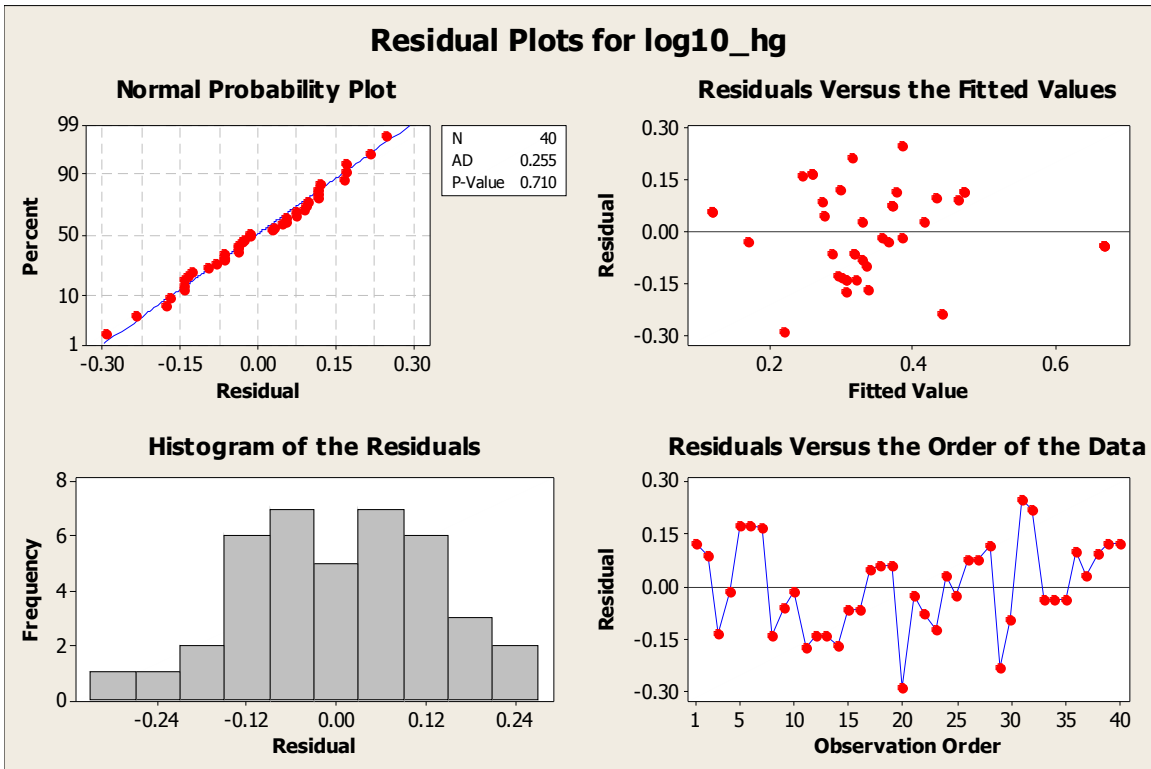 Residual Plots for log10_hg
Normal Probability Plot
99
90
50
10
1
Percent
-0.30 -0.15 0.00 0.15 0.30
Residual
N 40
AD 0.255
P-Value 0.710
Residuals Versus the Fitted Values
0.30
0.15
0.00
-0.15
-0.30
Residual
0.2 0.4 0.6
Fitted Value
Histogram of the Residuals
8
6
4
2
0
Frequency
-0.24 -0.12 0.00 0.12 0.24
Residual
Residuals Versus the Order of the Data
0.30
0.15
0.00
-0.15
-0.30
Residual
1 5 10 15 20 25 30 35 40
Observation Order